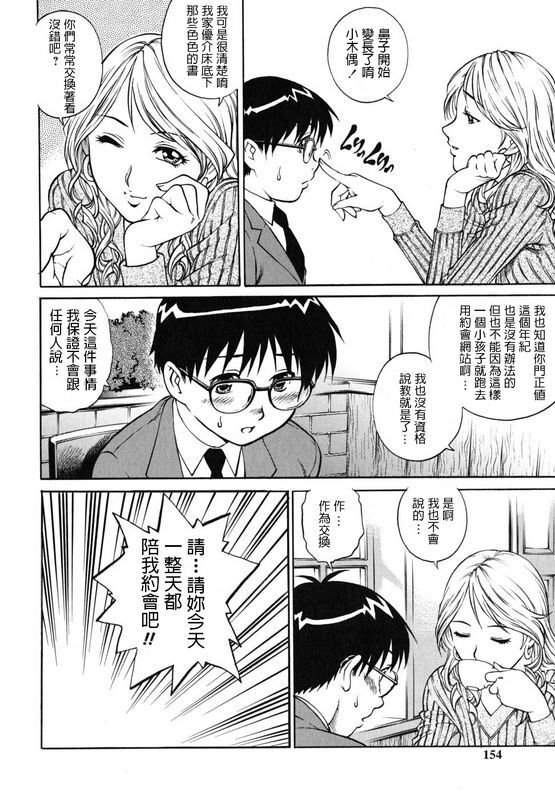 鼻子開始
變長了唷
小木偶！
ムグ
ムグ
我可是很清楚唷
我家優介床底下
那些色色的書
你們常常交換著看
沒錯吧？
我也知道你門正值
這個年紀
也是沒有辦法的
但也不能因為這樣
一個小孩子就跑去
用約會網站啊…
我也沒有資格
說教就是了…
今天這件事情
我保證不會跟
任何人說…
是啊
我也不會
說的…
作…
作為交換
請…請妳今天
一整天都
陪我約會吧！！
154